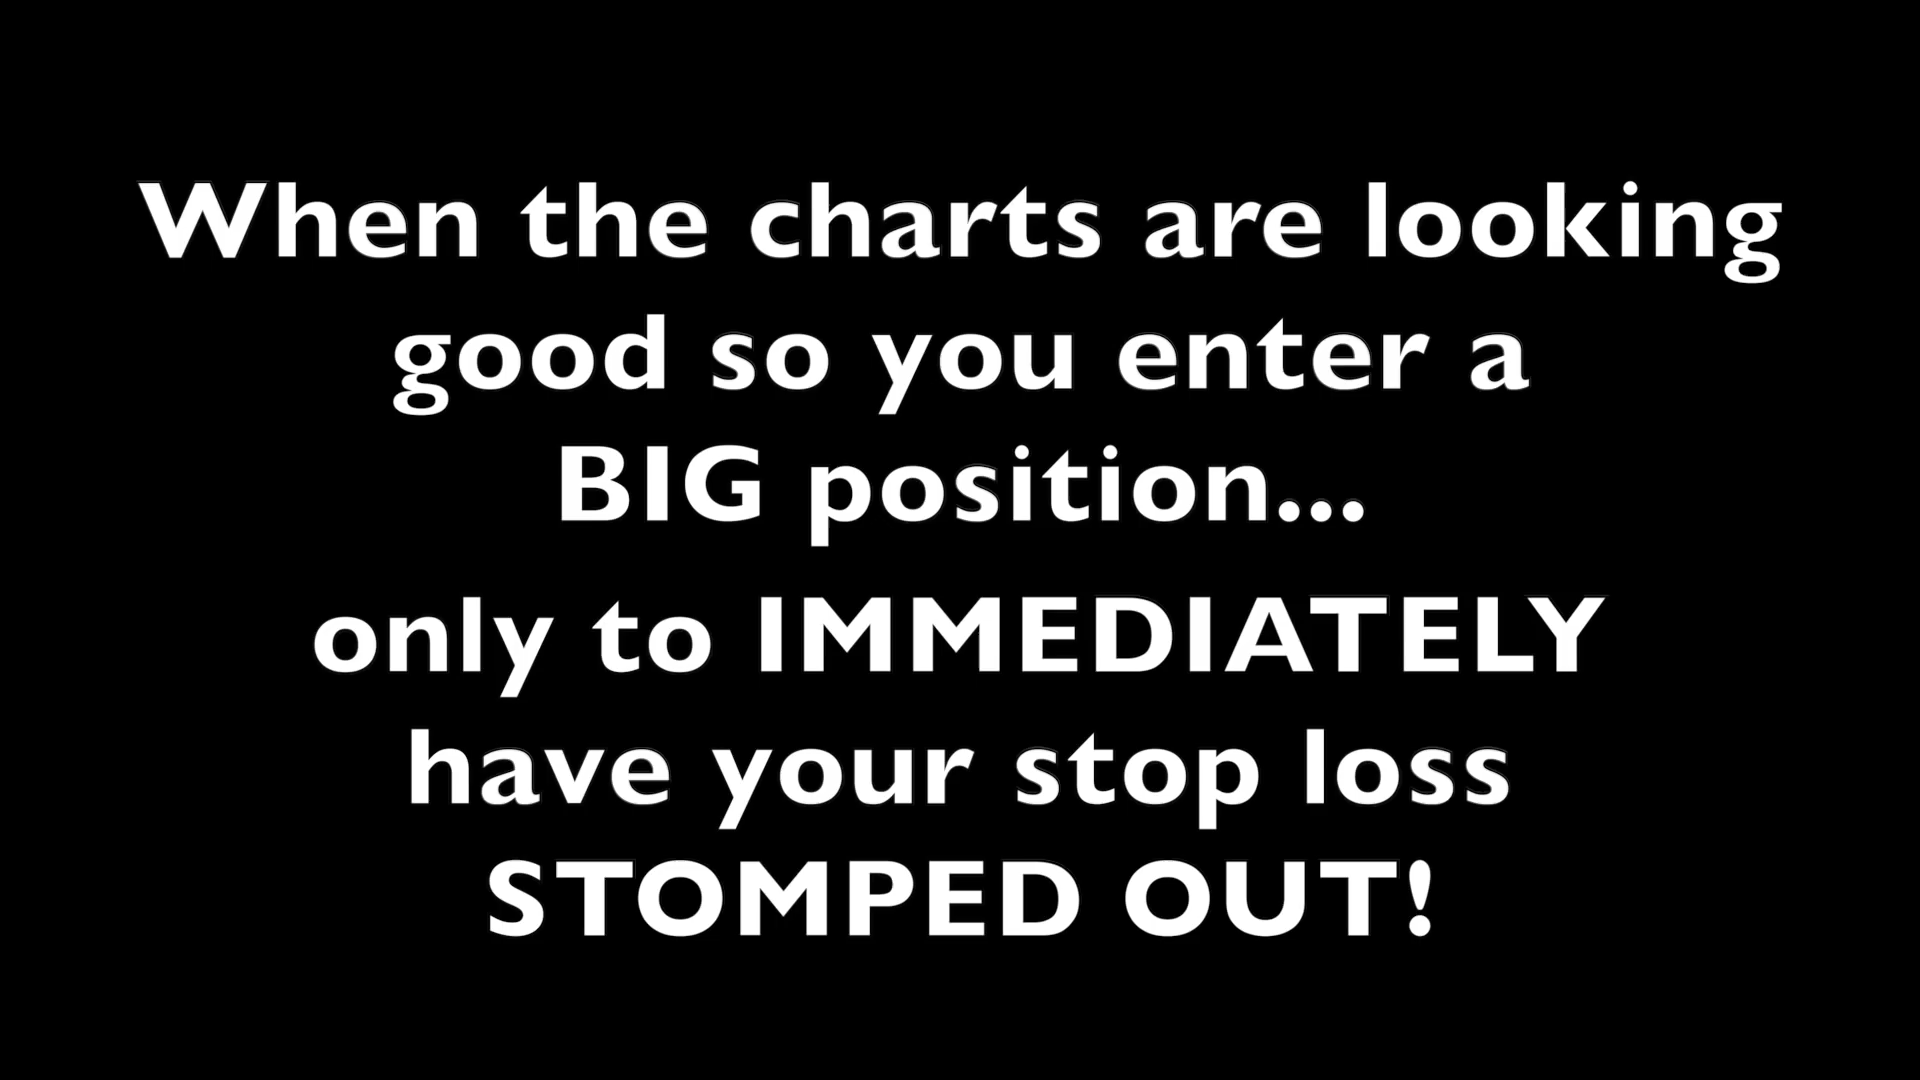 When the charts are looking
good so you enter a
BIG position...
only to IMMEDIATELY
have your stop loss
STOMPED OUT!